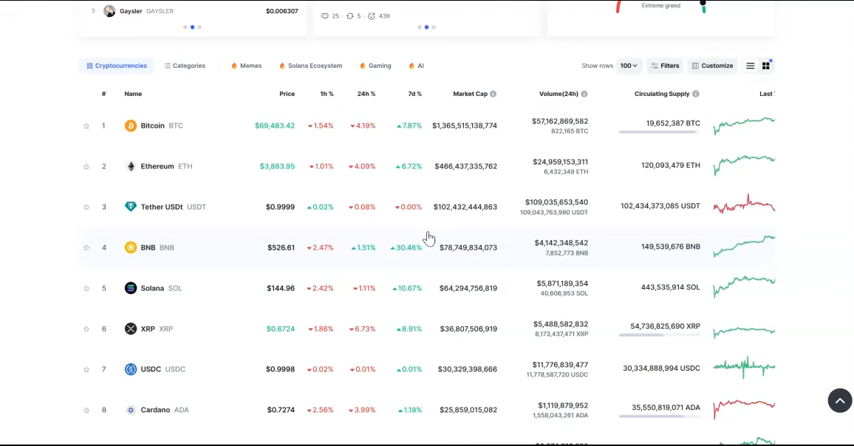 3 Gaysler GAYSLER $0.006307
25 5 439
Extreme greed
Cryptocurrencies Categories Memes Solana Ecosystem Gaming AI Show rows 100 Filters Customize
# Name Price 1h % 24h % 7d % Market Cap Volume(24h) Circulating Supply Last
1 Bitcoin BTC $69,483.42 1.54% 4.19% 7.87% $1,365,515,138,774 $57,162,869,582 19,652,387 BTC
822,165 BTC
2 Ethereum ETH $3,883.95 1.01% 4.09% 6.72% $466,437,335,762 $24,959,153,311 120,093,479 ETH
6,432,349 ETH
3 Tether USDt USDT $0.9999 0.02% 0.08% 0.00% $102,432,444,863 $109,035,653,540 102,434,373,085 USDT
109,043,763,980 USDT
4 BNB BNB $526.61 2.47% 1.51% 30.46% $78,749,834,073 $4,142,348,542 149,539,676 BNB
7,852,773 BNB
5 Solana SOL $144.96 2.42% 1.11% 10.67% $64,294,756,819 $5,871,189,354 443,535,914 SOL
40,606,953 SOL
6 XRP XRP $0.6724 1.86% 6.73% 8.91% $36,807,506,919 $5,488,582,832 54,736,825,690 XRP
8,173,437,471 XRP
7 USDC USDC $0.9998 0.02% 0.01% 0.01% $30,329,398,666 $11,776,839,477 30,334,888,994 USDC
11,778,587,720 USDC
8 Cardano ADA $0.7274 2.56% 3.99% 1.18% $25,859,015,082 $1,119,879,952 35,550,819,071 ADA
1,558,043,261 ADA